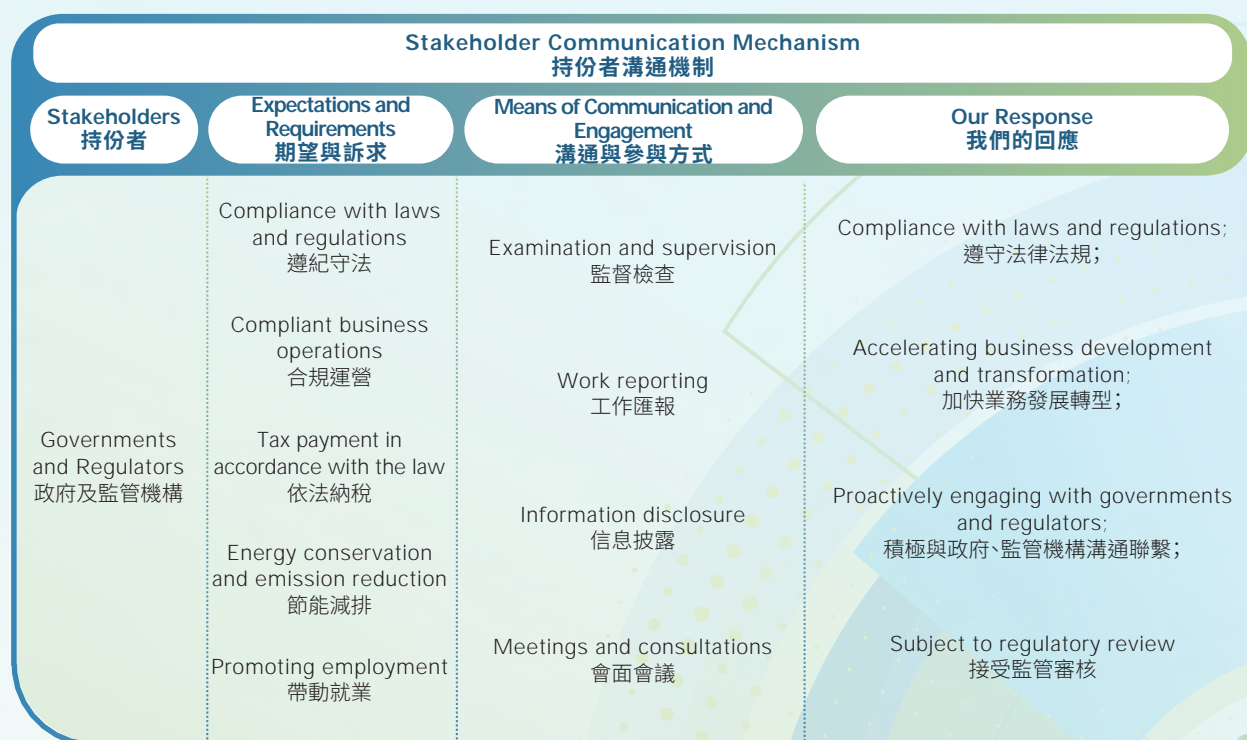 Stakeholder Communication Mechanism
持份者溝通機制
Stakeholders
持份者
Expectations and
Requirements
期望與訴求
Means of Communication and
Engagement
溝通與參與方式
Our Response
我們的回應
Governments
and Regulators
政府及監管機構
Compliance with laws
and regulations
遵紀守法
Compliant business
operations
合規運營
Tax payment in
accordance with the law
依法納稅
Energy conservation
and emission reduction
節能減排
Promoting employment
帶動就業
Examination and supervision
監督檢查
Work reporting
工作匯報
Information disclosure
信息披露
Meetings and consultations
會面會議
Compliance with laws and regulations;
遵守法律法規；
Accelerating business development
and transformation;
加快業務發展轉型；
Proactively engaging with governments
and regulators;
積極與政府、監管機構溝通聯繫；
Subject to regulatory review
接受監管審核